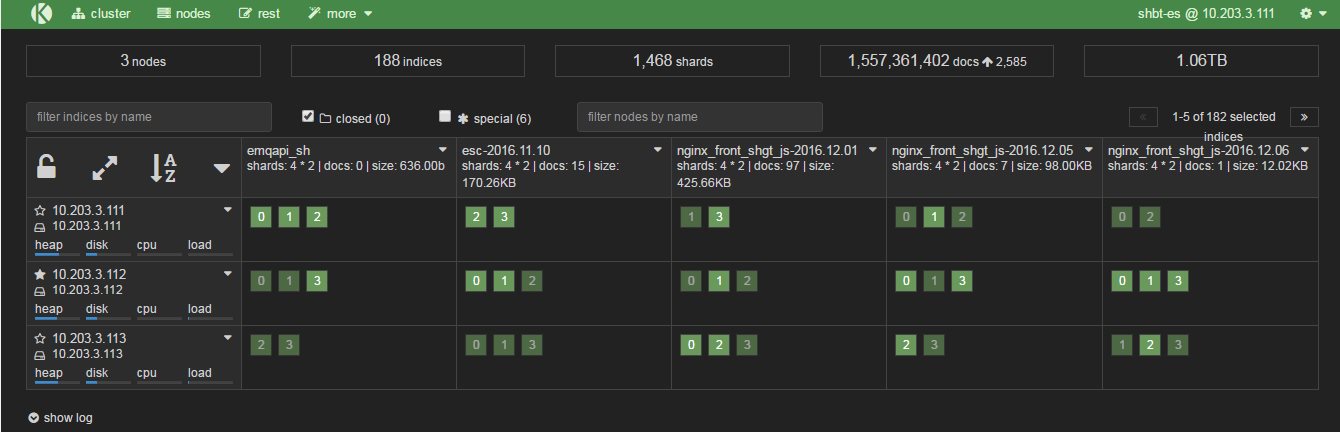 K cluster nodes rest more shbt-es @ 10.203.3.111
3 nodes 188 indices 1,468 shards 1,557,361,402 docs 2,585 1.06TB
filter indices by name closed (0) special (6) filter nodes by name « 1-5 of 182 selected indices »
A
Z
emqapi_sh
shards: 4 * 2 | docs: 0 | size: 636.00b
esc-2016.11.10
shards: 4 * 2 | docs: 15 | size:
170.26KB
nginx_front_shgt_js-2016.12.01
shards: 4 * 2 | docs: 97 | size:
425.66KB
nginx_front_shgt_js-2016.12.05
shards: 4 * 2 | docs: 7 | size: 98.00KB
nginx_front_shgt_js-2016.12.06
shards: 4 * 2 | docs: 1 | size: 12.02KB
10.203.3.111
10.203.3.111
heap disk cpu load
0 1 2
2 3
1 3
0 1 2
0 2
10.203.3.112
10.203.3.112
heap disk cpu load
0 1 3
0 1 2
0 1 2
0 1 3
0 1 3
10.203.3.113
10.203.3.113
heap disk cpu load
2 3
0 1 3
0 2 3
2 3
1 2 3
show log